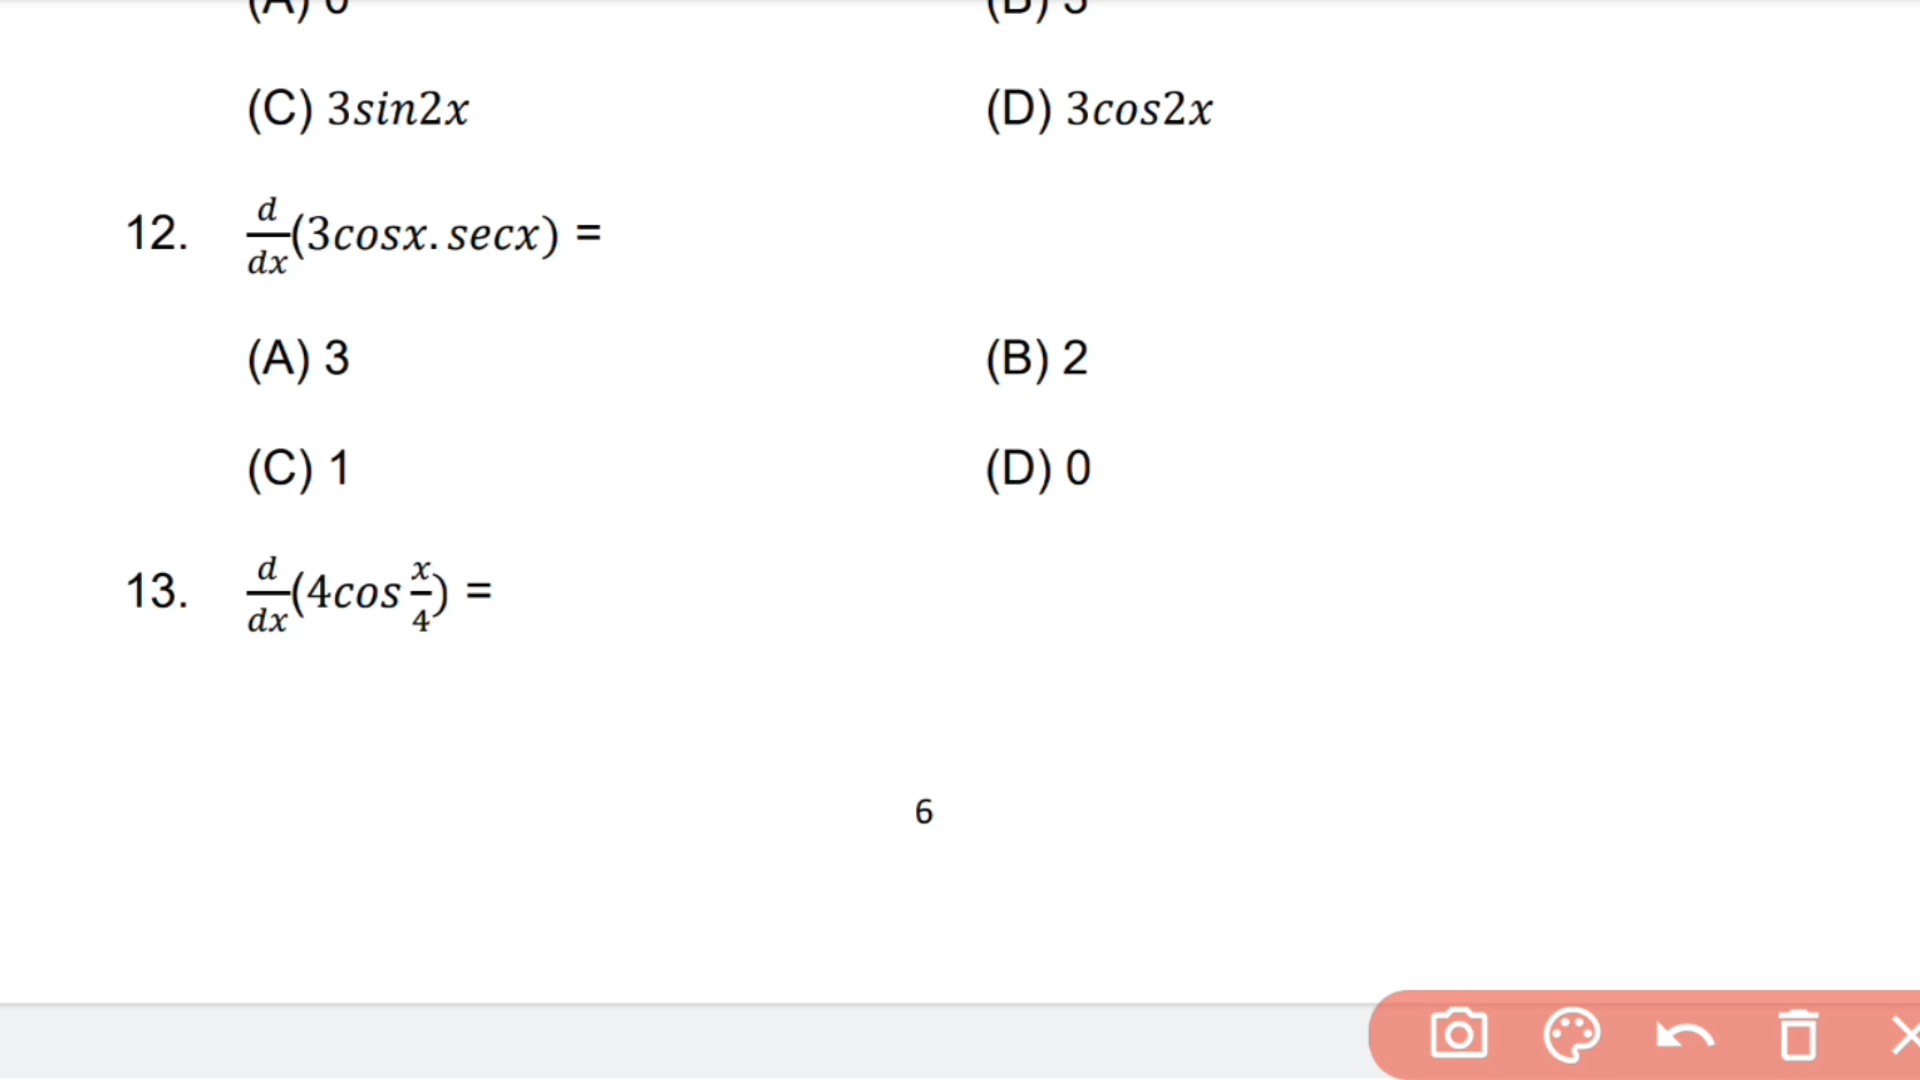 (C) 3sin2x (D) 3cos2x
12. d/dx(3cosx.secx) =
(A) 3 (B) 2
(C) 1 (D) 0
13. d/dx(4cos x/4) =
6